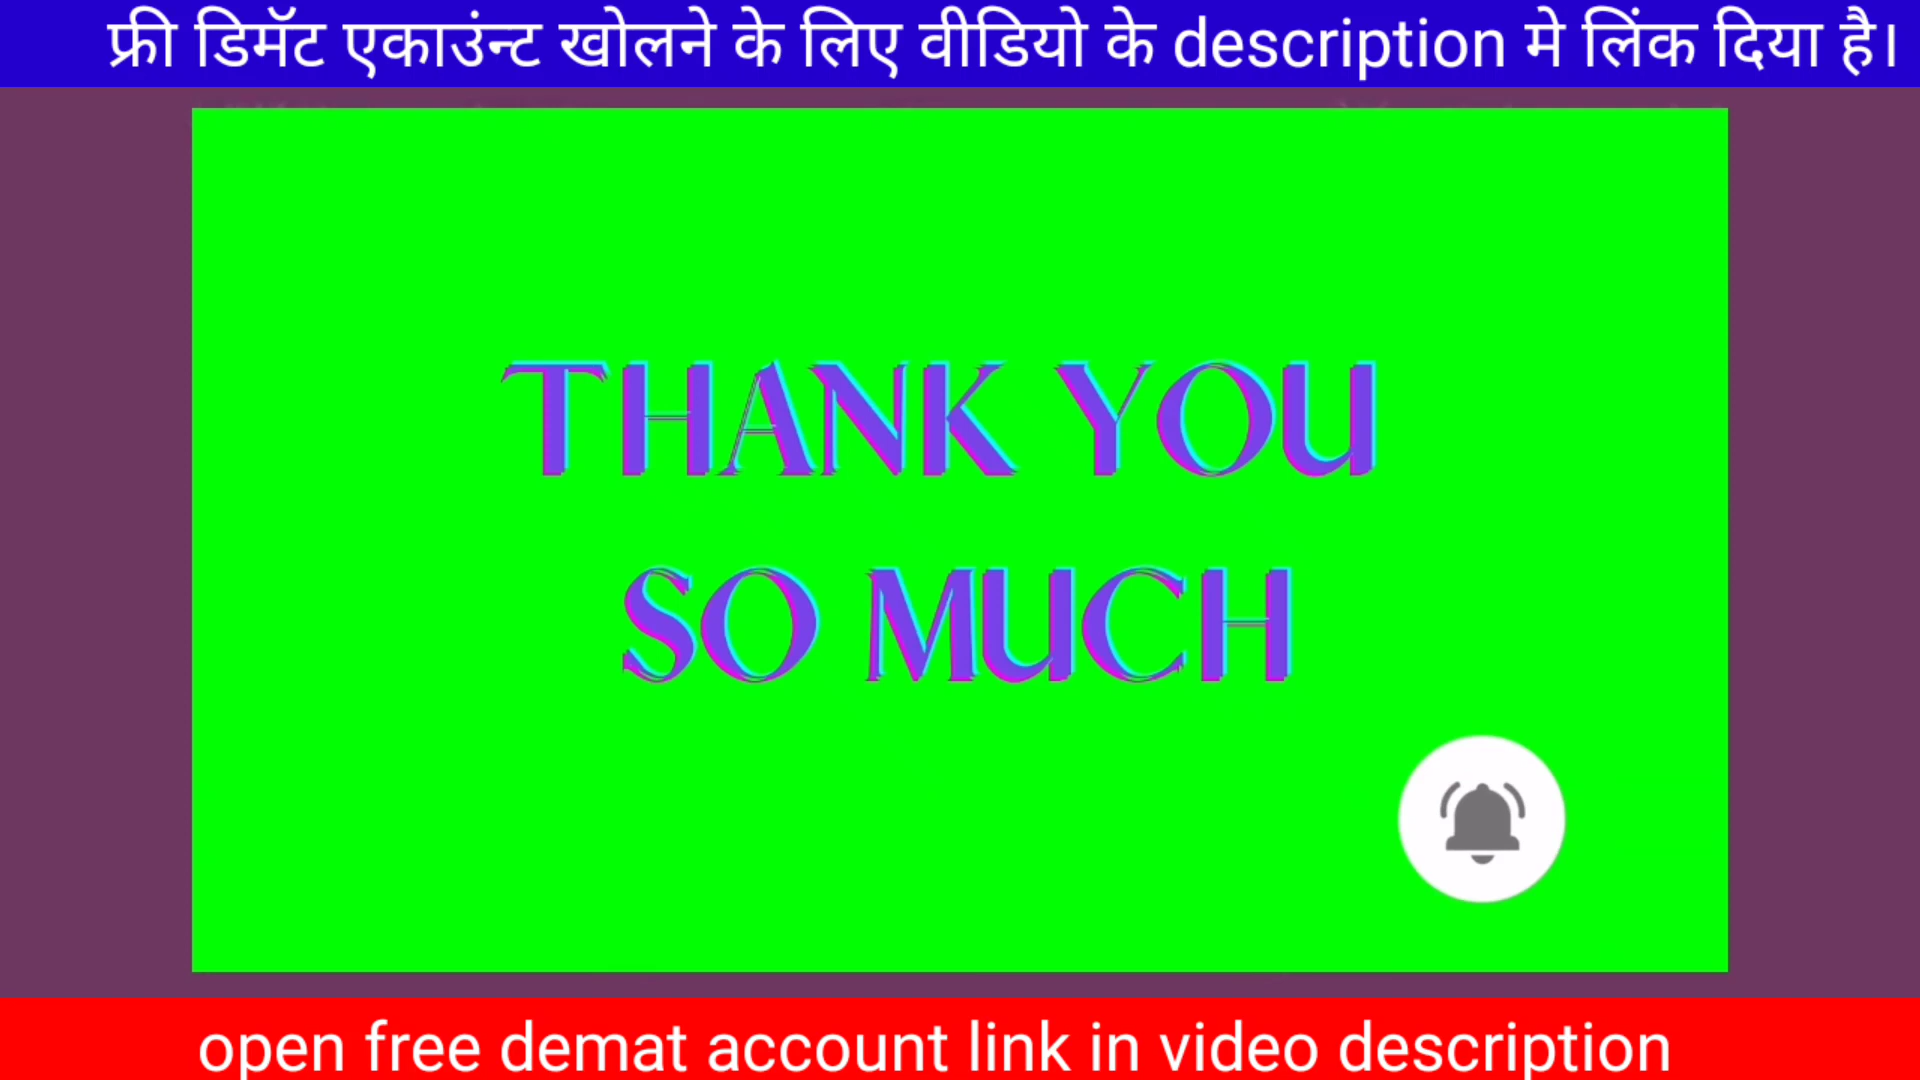 फ्री डिमॅट एकाउंन्ट खोलने के लिए वीडियो के description मे लिंक दिया है।
THANK YOU
SO MUCH
open free demat account link in video description